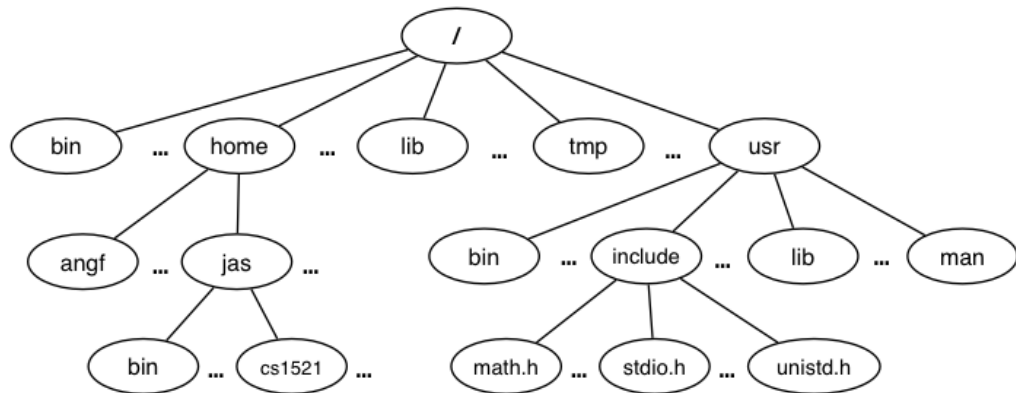 /
bin ... home ... lib ... tmp ... usr
angf ... jas ... bin ... include ... lib ... man
bin ... cs1521 ... math.h ... stdio.h ... unistd.h